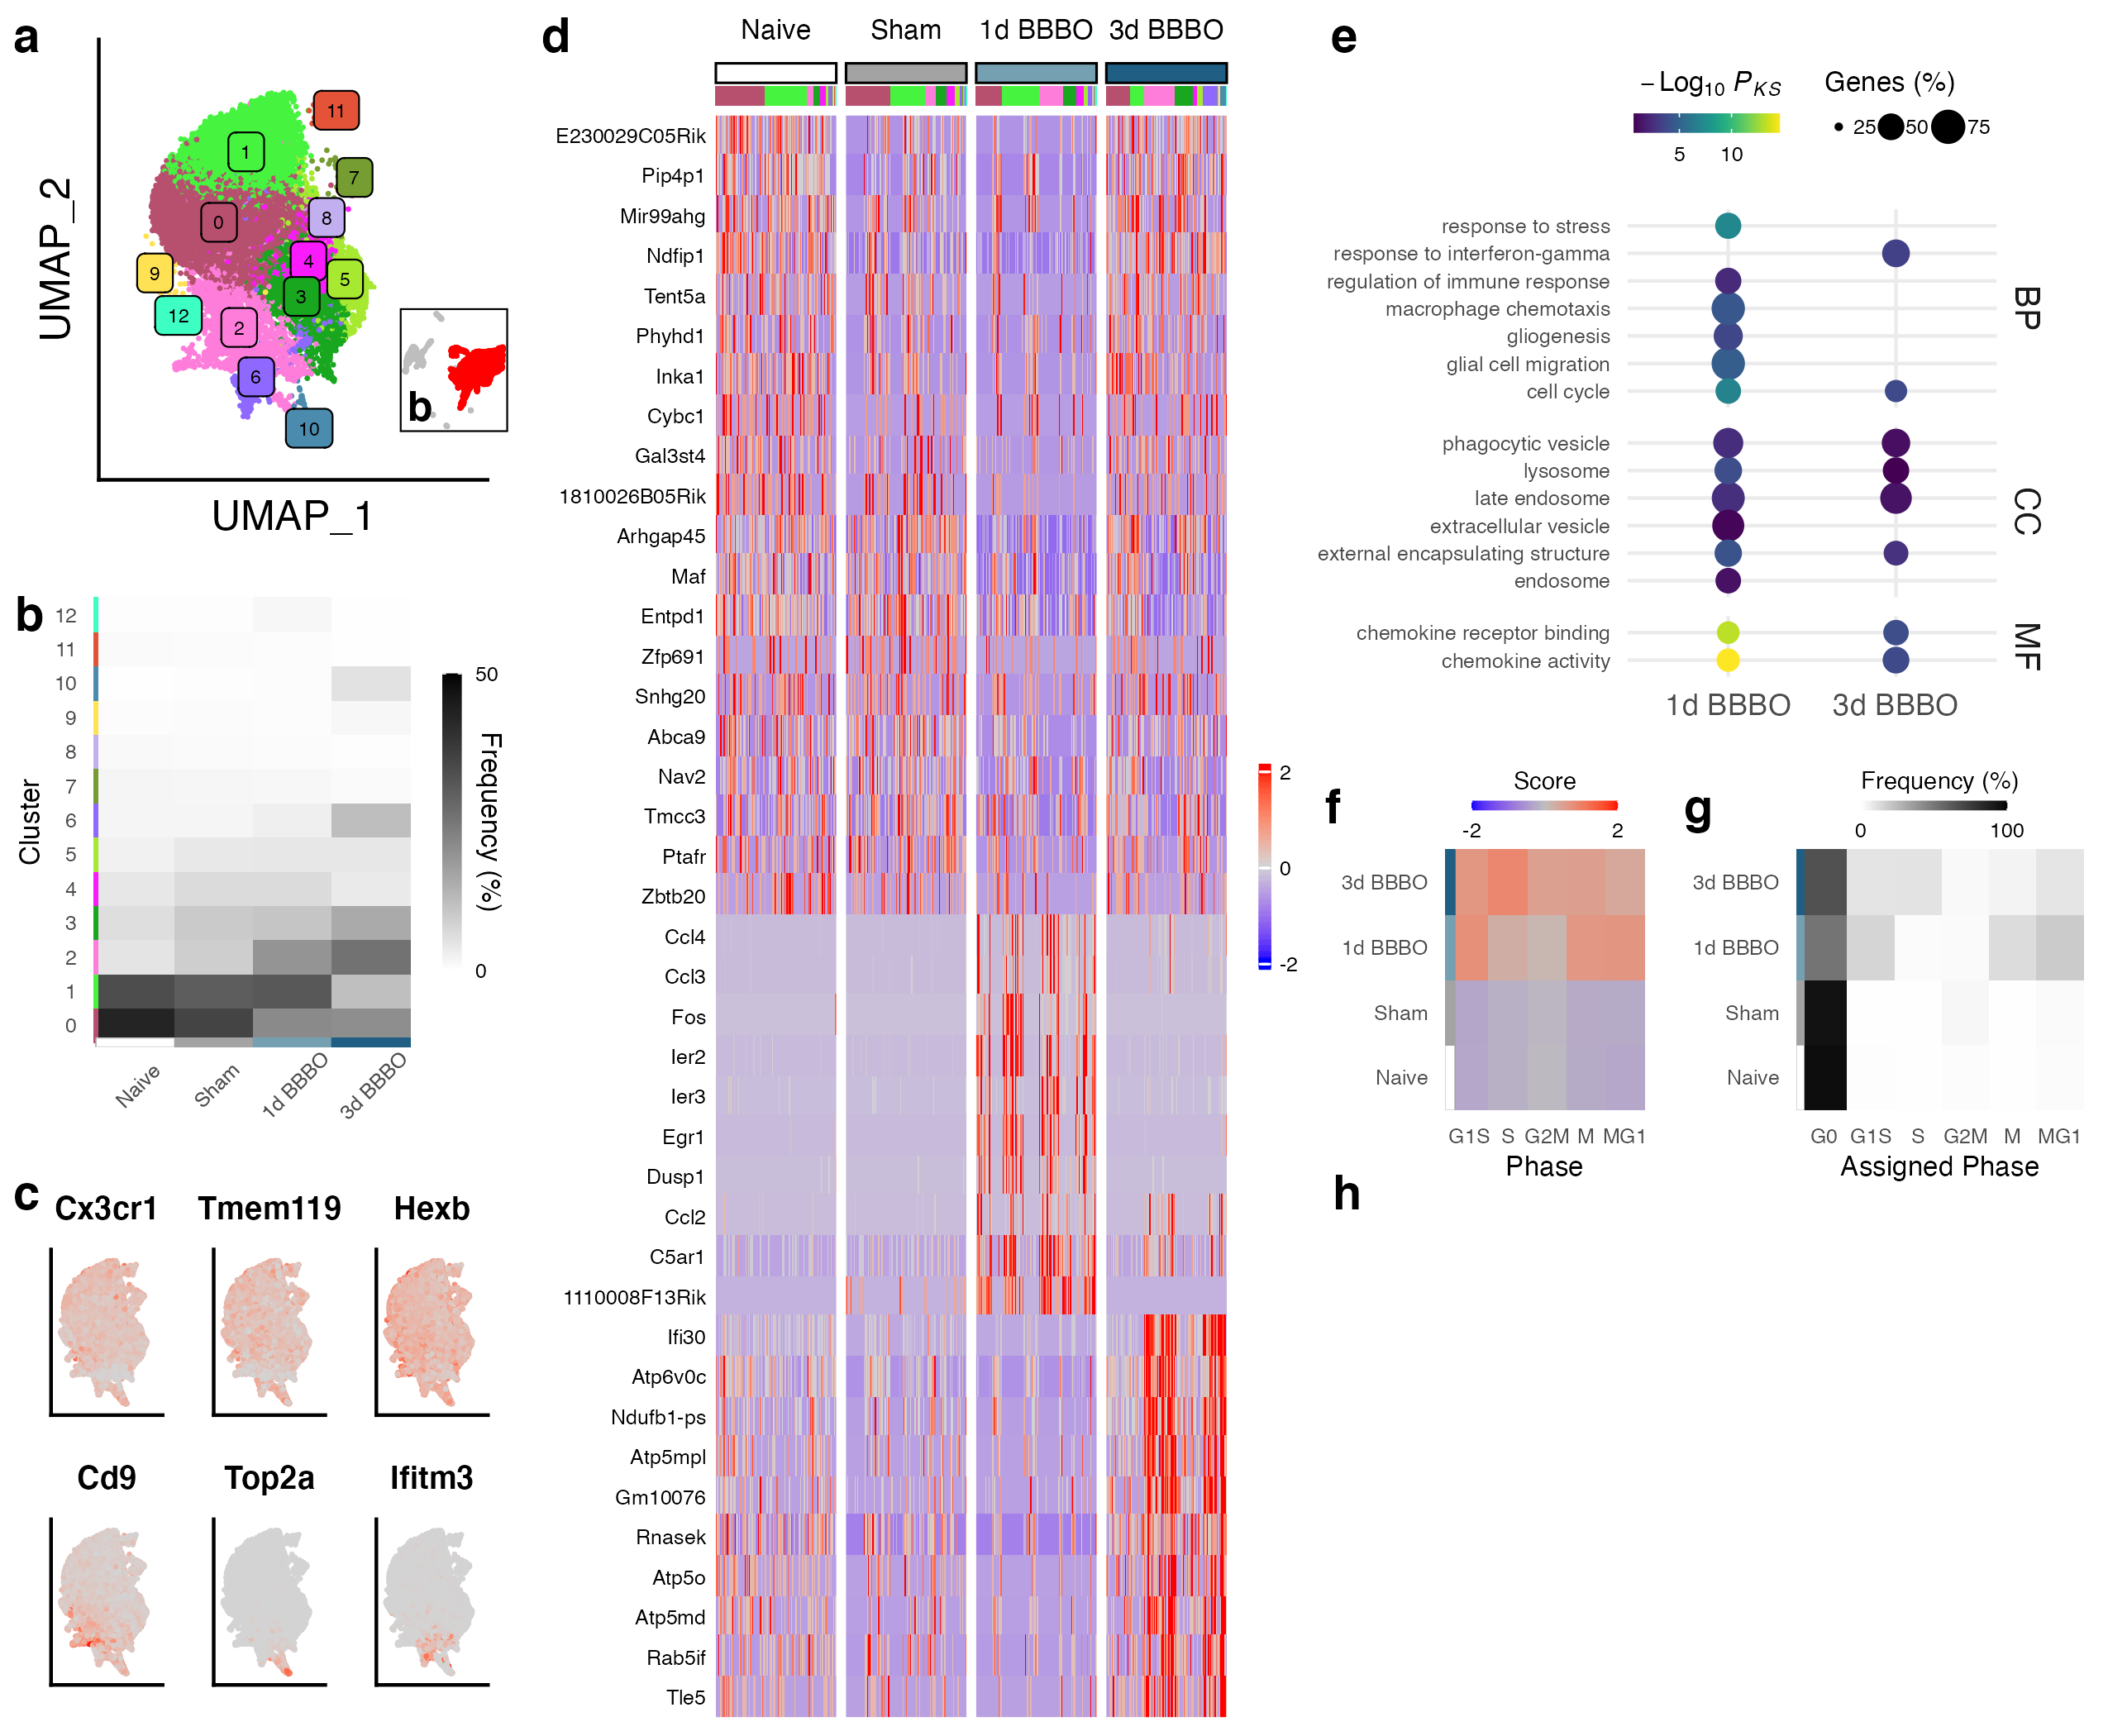 a
UMAP_2
11
1
7
0
8
4
5
9
3
12
2
6
10
b
UMAP_1
b
12
11
10
9
8
7
6
5
4
3
2
1
0
Cluster
Naive
Sham
1d BBBO
3d BBBO
50
0
Frequency (%)
c
Cx3cr1
Tmem119
Hexb
Cd9
Top2a
Ifitm3
d
Naive
Sham
1d BBBO
3d BBBO
E230029C05Rik
Pip4p1
Mir99ahg
Ndfip1
Tent5a
Phyhd1
Inka1
Cybc1
Gal3st4
1810026B05Rik
Arhgap45
Maf
Entpd1
Zfp691
Snhg20
Abca9
Nav2
Tmcc3
Ptafr
Zbtb20
Ccl4
Ccl3
Fos
Ier2
Ier3
Egr1
Dusp1
Ccl2
C5ar1
1110008F13Rik
Ifi30
Atp6v0c
Ndufb1-ps
Atp5mpl
Gm10076
Rnasek
Atp5o
Atp5md
Rab5if
Tle5
2
0
-2
e
−Log10 PKS
5
10
Genes (%)
25
50
75
response to stress
response to interferon-gamma
regulation of immune response
macrophage chemotaxis
gliogenesis
glial cell migration
cell cycle
BP
phagocytic vesicle
lysosome
late endosome
extracellular vesicle
external encapsulating structure
endosome
CC
chemokine receptor binding
chemokine activity
MF
1d BBBO
3d BBBO
f
Score
-2
2
3d BBBO
1d BBBO
Sham
Naive
G1S S G2M M MG1
Phase
g
Frequency (%)
0
100
3d BBBO
1d BBBO
Sham
Naive
G0 G1S S G2M M MG1
Assigned Phase
h